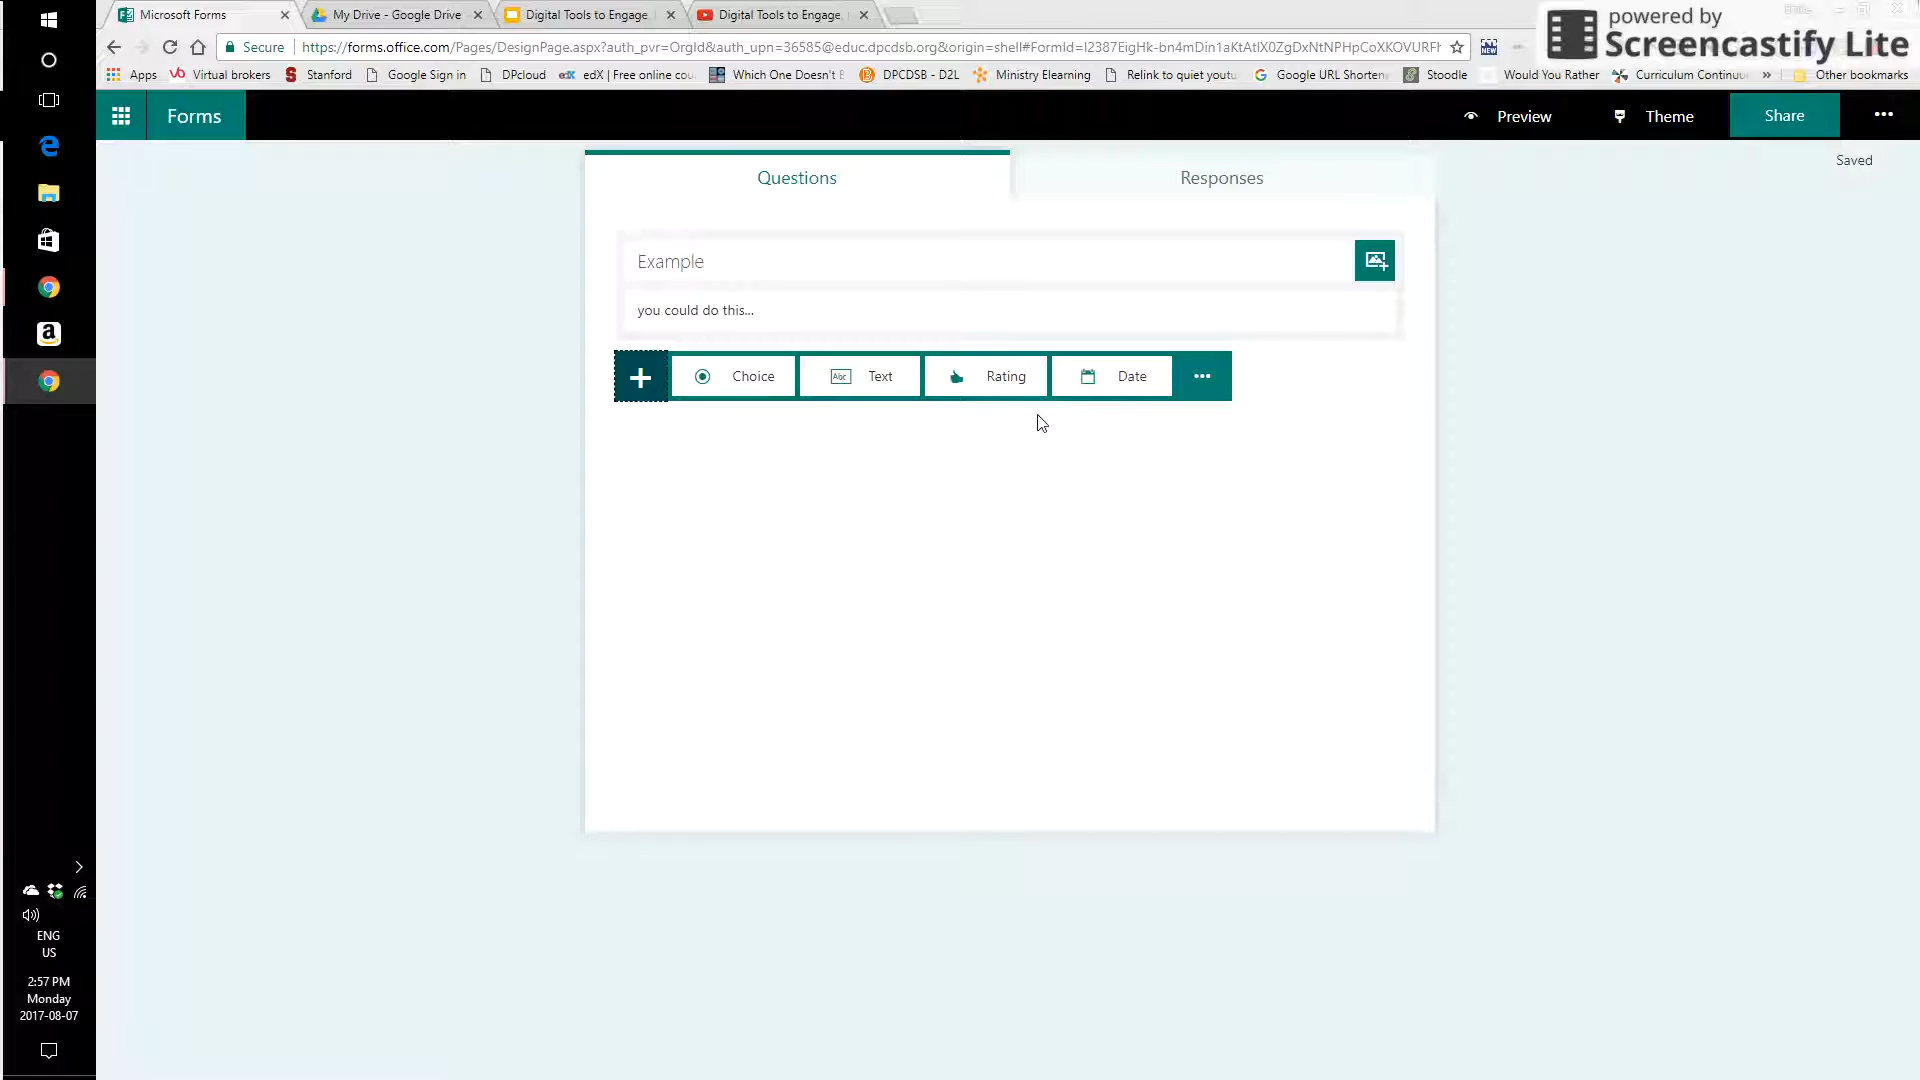 Microsoft Forms
My Drive - Google Drive
Digital Tools to Engage
Digital Tools to Engage
powered by
Screencastify Lite
Secure
https://forms.office.com/Pages/DesignPage.aspx?auth_pvr=OrgId&auth_upn=36585@educ.dpcdsb.org&origin=shell#FormId=I2387EigHk-bn4mDin1aKtAtIX0ZgDxNtNPHpCoXKOVURFH
NEW
Apps
Virtual brokers
Stanford
Google Sign in
DPcloud
edX | Free online cou
Which One Doesn't B
DPCDSB - D2L
Ministry Elearning
Relink to quiet youtu
Google URL Shorten
Stoodle
Would You Rather
Curriculum Continuu
»
Other bookmarks
Forms
Preview
Theme
Share
Saved
Questions
Responses
Example
you could do this...
Choice
Abc
Text
Rating
Date
ENG
US
2:57 PM
Monday
2017-08-07